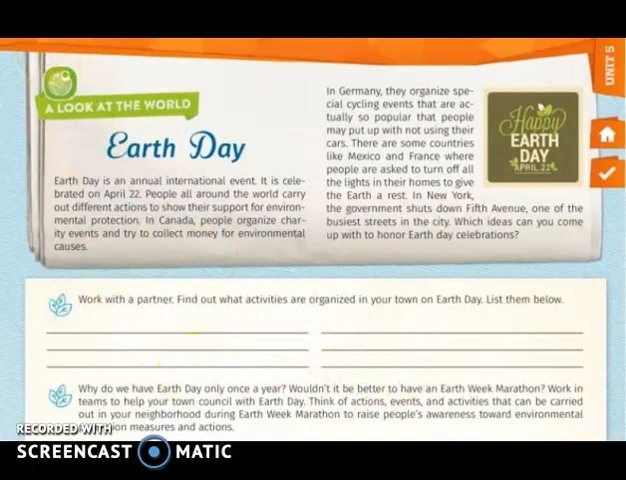 UNIT 5
A LOOK AT THE WORLD
Earth Day
Earth Day is an annual international event. It is cele-
brated on April 22. People all around the world carry
out different actions to show their support for environ-
mental protection. In Canada, people organize char-
ity events and try to collect money for environmental
causes.
In Germany, they organize spe-
cial cycling events that are ac-
tually so popular that people
may put up with not using their
cars. There are some countries
like Mexico and France where
people are asked to turn off all
the lights in their homes to give
the Earth a rest. In New York,
the government shuts down Fifth Avenue, one of the
busiest streets in the city. Which ideas can you come
up with to honor Earth day celebrations?
Happy
EARTH
DAY
APRIL 22
Work with a partner. Find out what activities are organized in your town on Earth Day. List them below.
Why do we have Earth Day only once a year? Wouldn't it be better to have an Earth Week Marathon? Work in
teams to help your town council with Earth Day. Think of actions, events, and activities that can be carried
out in your neighborhood during Earth Week Marathon to raise people's awareness toward environmental
measures and actions.
RECORDED WITH
SCREENCAST MATIC